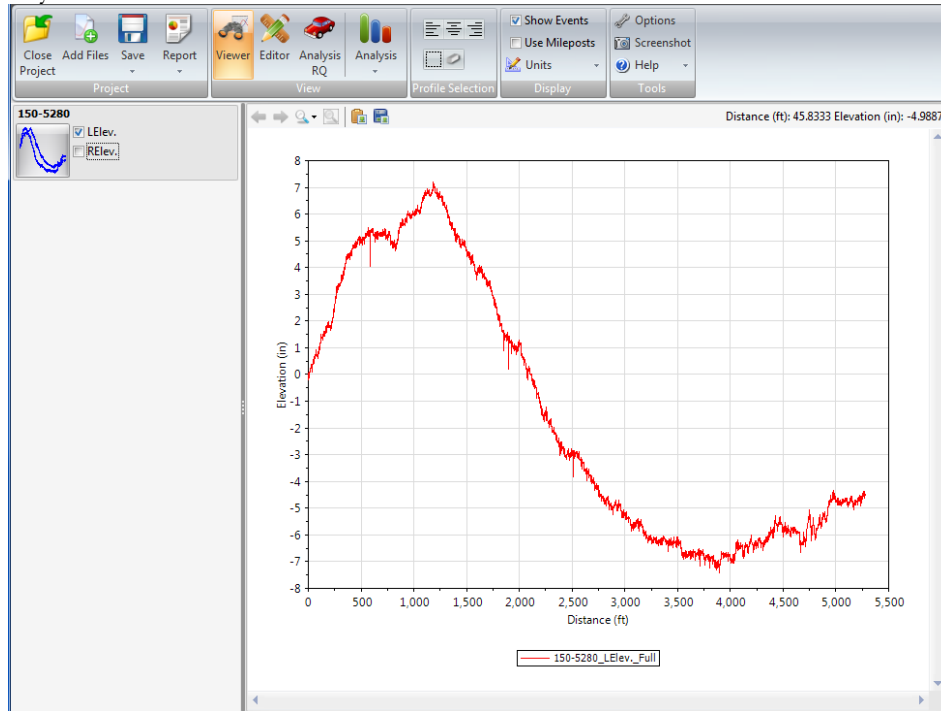 Close Project
Add Files
Save
Report
Project
Viewer
Editor
Analysis RQ
Analysis
View
Profile Selection
Show Events
Use Mileposts
Units
Display
Options
Screenshot
Help
Tools
150-5280
LElev.
RElev.
Distance (ft): 45.8333 Elevation (in): -4.9887
8
7
6
5
4
3
2
1
0
-1
-2
-3
-4
-5
-6
-7
-8
Elevation (in)
0 500 1,000 1,500 2,000 2,500 3,000 3,500 4,000 4,500 5,000 5,500
Distance (ft)
150-5280_LElev._Full